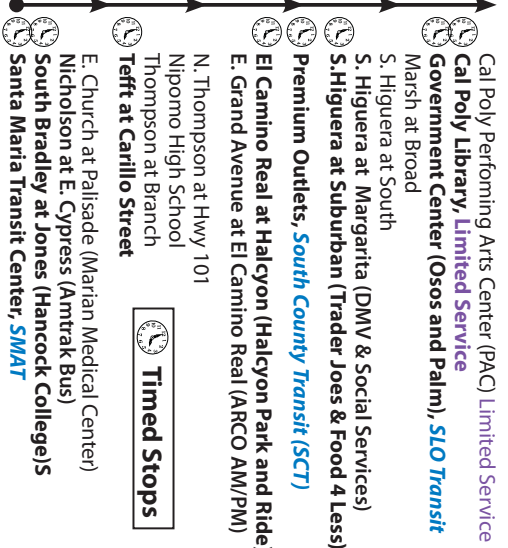 Cal Poly Perfoming Arts Center (PAC) Limited Service
Cal Poly Library, Limited Service
Government Center (Osos and Palm), SLO Transit
Marsh at Broad
S. Higuera at South
S. Higuera at Margarita (DMV & Social Services)
S.Higuera at Suburban (Trader Joes & Food 4 Less)
Premium Outlets, South County Transit (SCT)
El Camino Real at Halcyon (Halcyon Park and Ride)
E. Grand Avenue at El Camino Real (ARCO AM/PM)
N. Thompson at Hwy 101
Nipomo High School
Thompson at Branch
Tefft at Carillo Street
E. Church at Palisade (Marian Medical Center)
Nicholson at E. Cypress (Amtrak Bus)
South Bradley at Jones (Hancock College)S
Santa Maria Transit Center, SMAT
Timed Stops